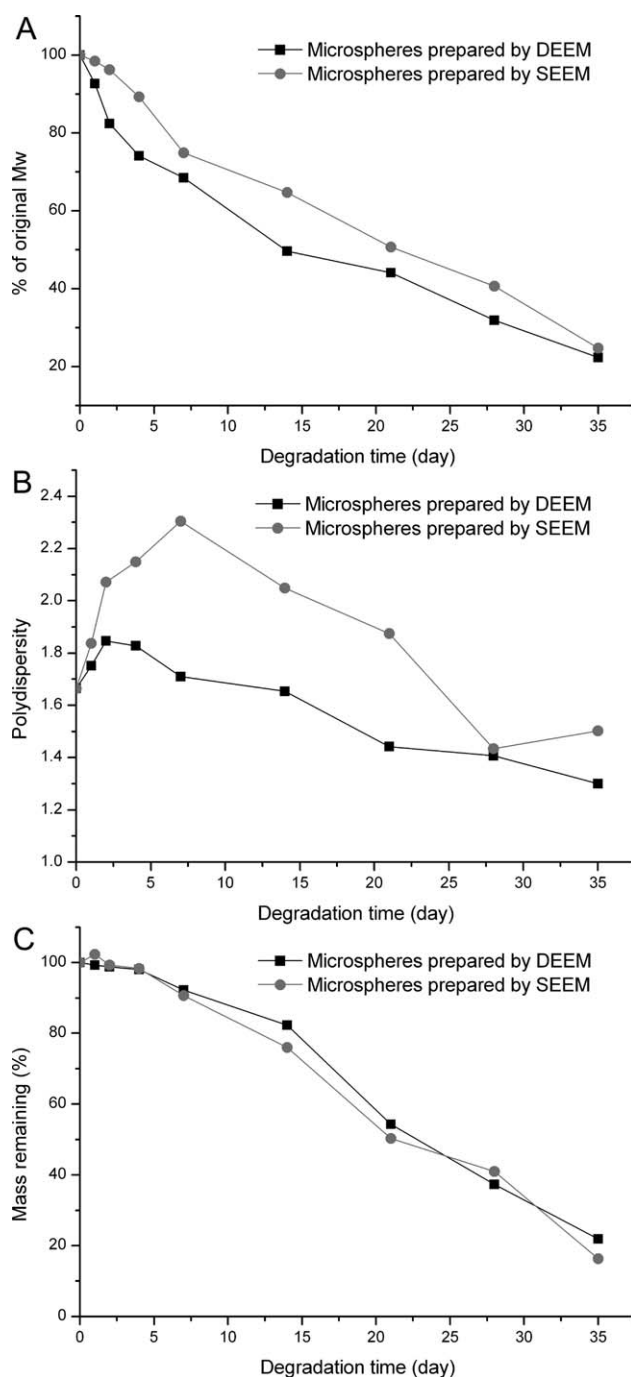 A
Microspheres prepared by DEEM
Microspheres prepared by SEEM
% of original Mw
100
80
60
40
20
0 5 10 15 20 25 30 35
Degradation time (day)
B
Microspheres prepared by DEEM
Microspheres prepared by SEEM
Polydispersity
2.4
2.2
2.0
1.8
1.6
1.4
1.2
1.0
0 5 10 15 20 25 30 35
Degradation time (day)
C
Microspheres prepared by DEEM
Microspheres prepared by SEEM
Mass remaining (%)
100
80
60
40
20
0
0 5 10 15 20 25 30 35
Degradation time (day)